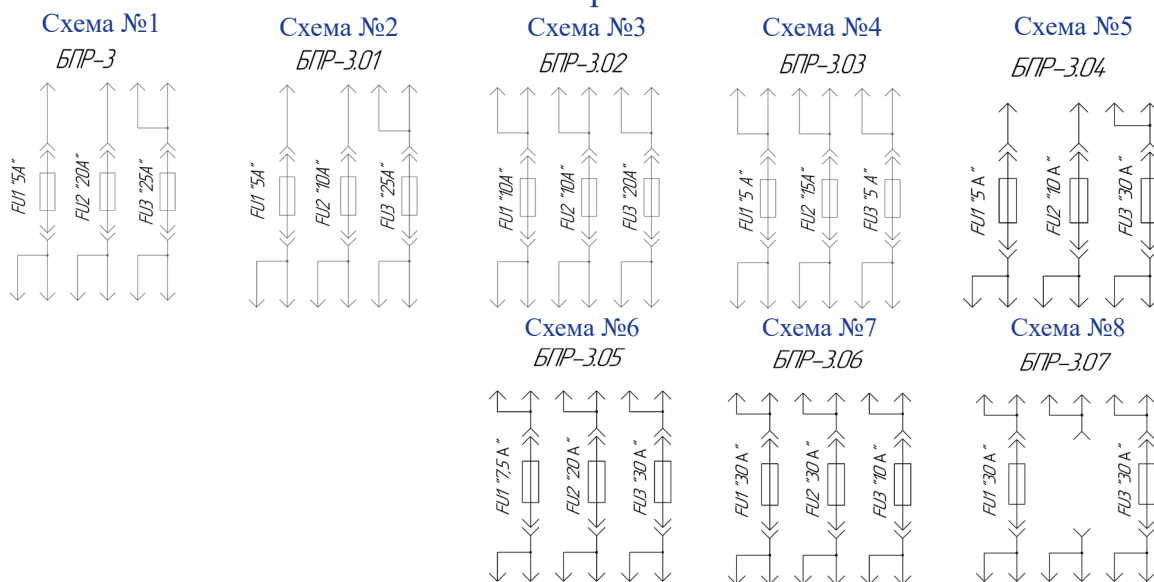 Схема №1
Схема №2
Схема №3
Схема №4
Схема №5
БПР-3
БПР-3.01
БПР-3.02
БПР-3.03
БПР-3.04
FU1 "5А"
FU2 "20А"
FU3 "25А"
FU1 "5А"
FU2 "10А"
FU3 "25А"
FU1 "10А"
FU2 "10А"
FU3 "20А"
FU1 "5 А"
FU2 "15А"
FU3 "5 А"
FU1 "5 А"
FU2 "10 А"
FU3 "30 А"
Схема №6
Схема №7
Схема №8
БПР-3.05
БПР-3.06
БПР-3.07
FU1 "7,5 А"
FU2 "20 А"
FU3 "30 А"
FU1 "30 А"
FU2 "30 А"
FU3 "10 А"
FU1 "30 А"
FU3 "30 А"